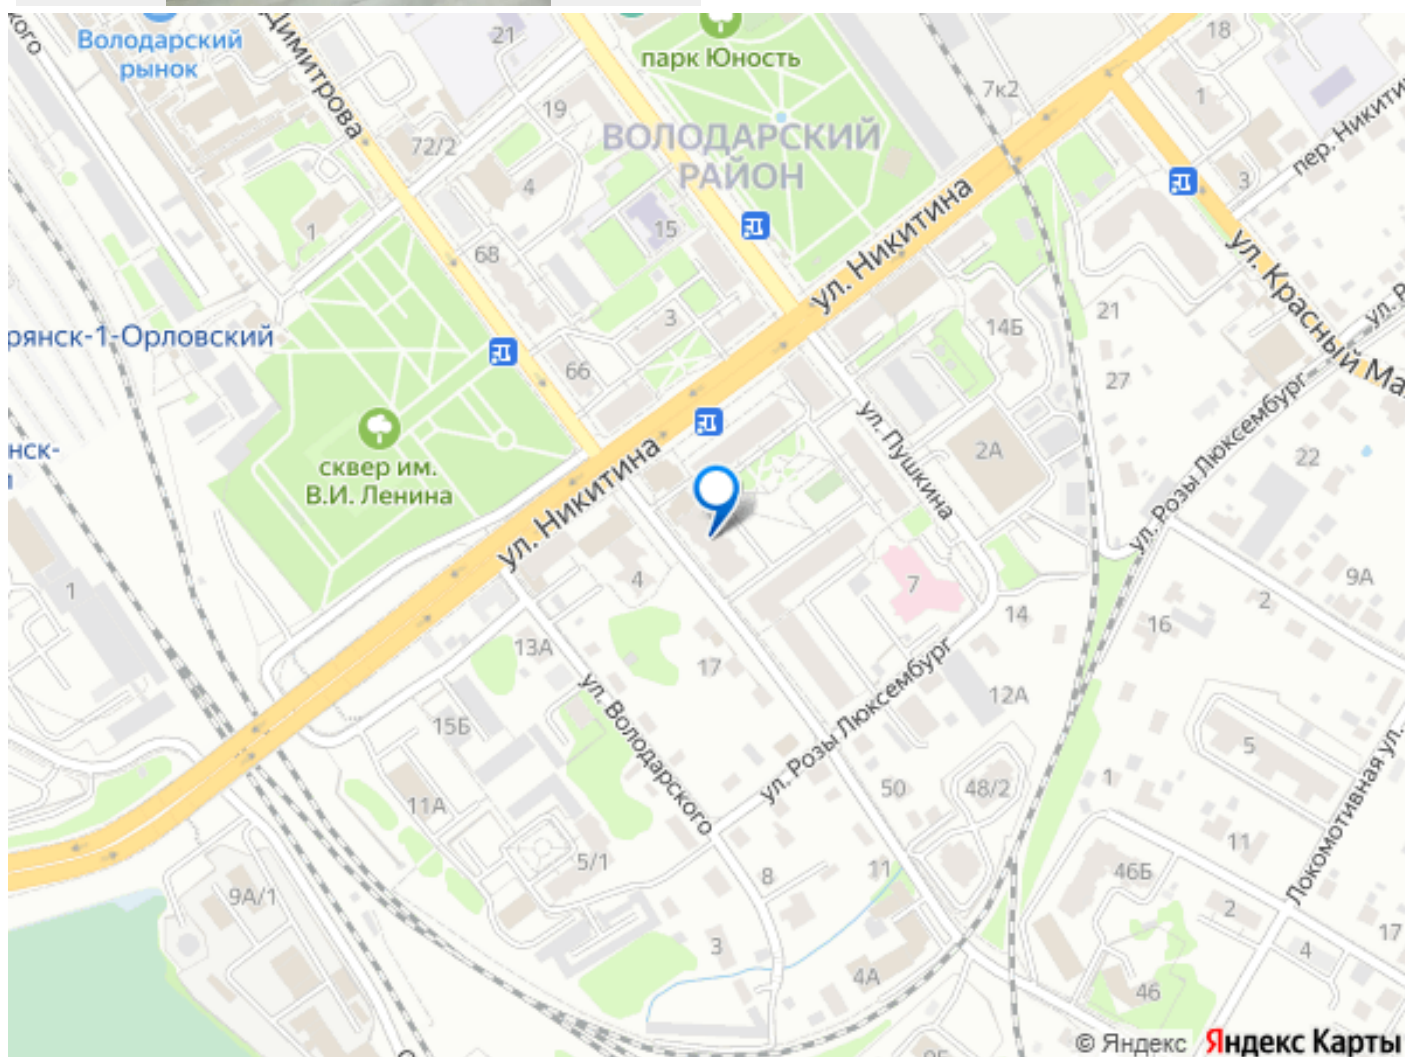 ского
Володарский
рынок
Димитрова
21
парк Юность
18
7к2
1
19
72/2
4
ВОЛОДАРСКИЙ
РАЙОН
пер. Никити
3
15
1
68
ул. Никитина
ул. Красный Ма
ул. Р
рянск-1-Орловский
3
14Б
21
66
27
ул. Пушкина
ул. Розы Люксембург
нск-
сквер им.
В.И. Ленина
ул. Никитина
2А
22
1
4
7
9А
2
14
16
13А
17
ул. Володарского
ул. Розы Люксембург
12А
15Б
5
11А
50
48/2
1
Локомотивная ул.
5/1
8
11
11
46Б
9А/1
2
17
3
4А
4
46
© Яндекс Яндекс Карты